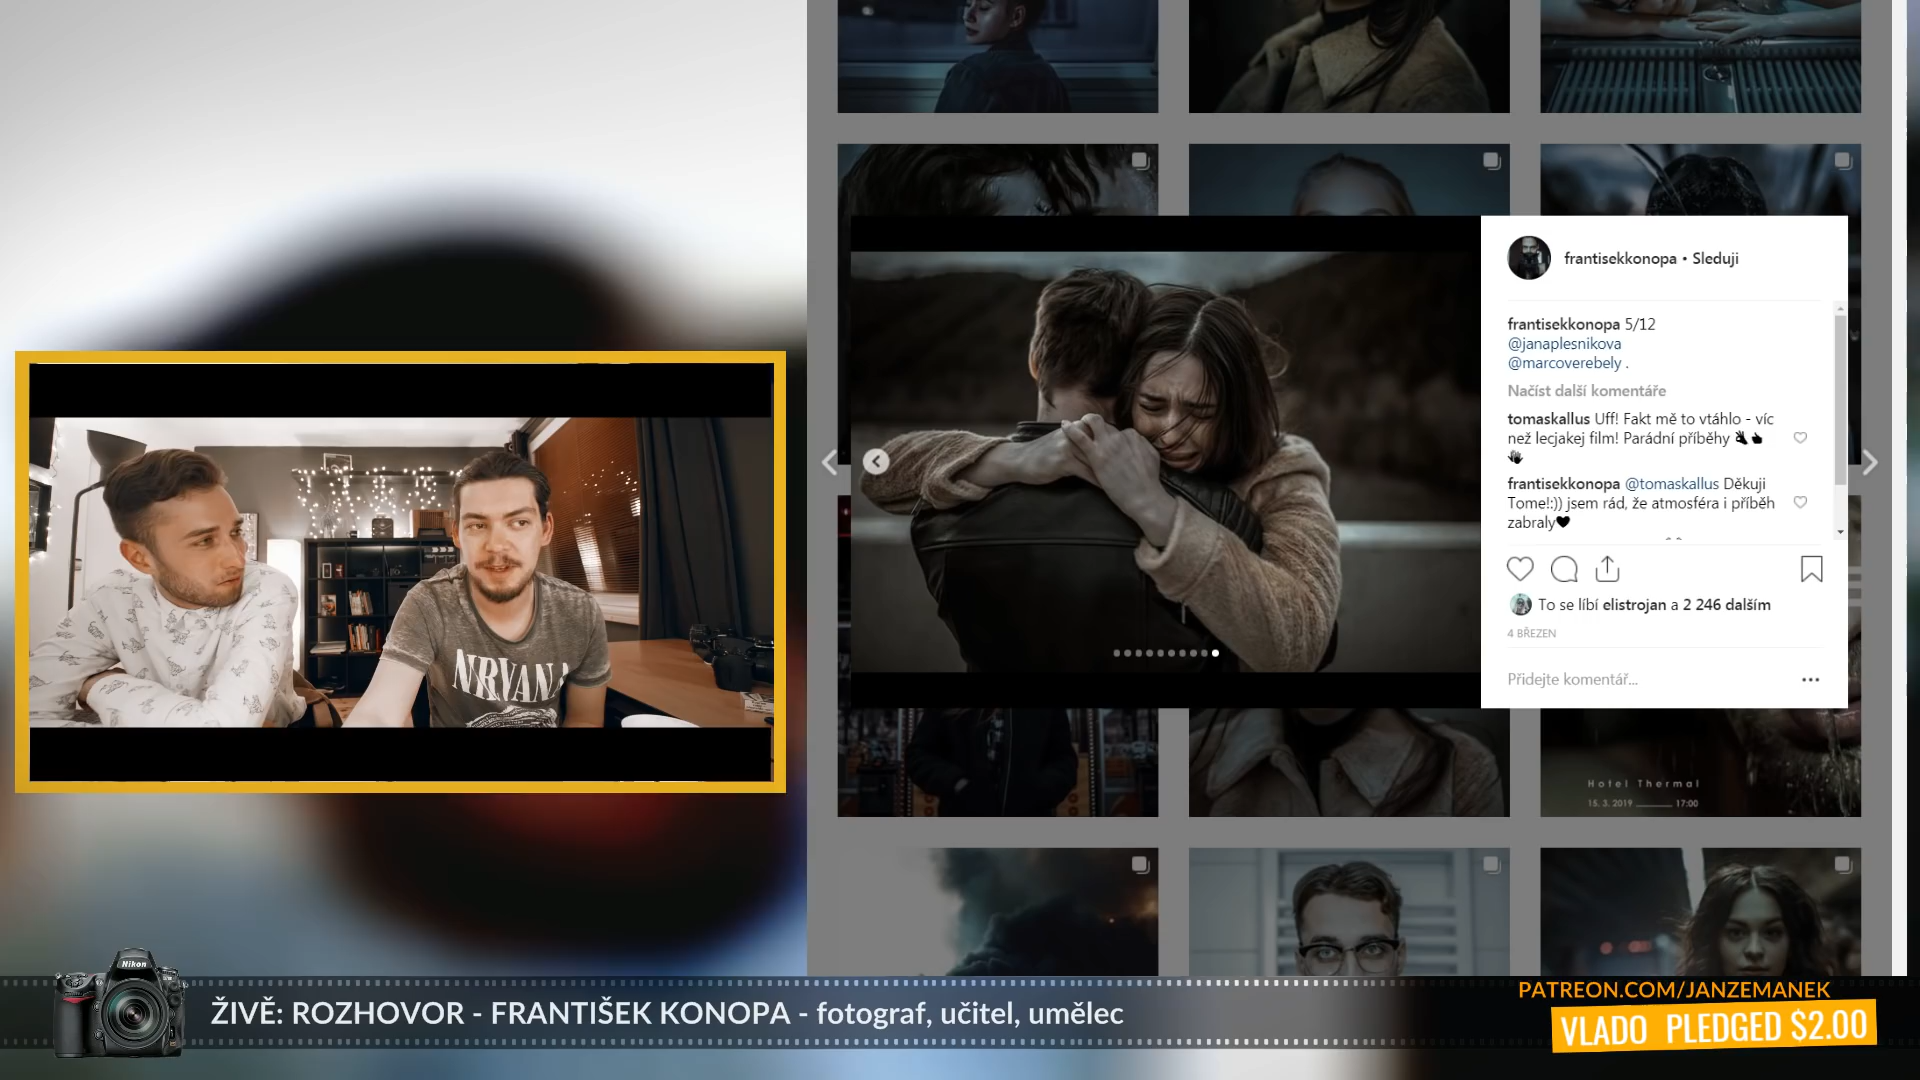 NIRVANA
frantisekkonopa • Sleduji
frantisekkonopa 5/12
@janaplesnikova
@marcoverebely .
Načíst další komentáře
tomaskallus Uff! Fakt mě to vtáhlo - víc
než lecjakej film! Parádní příběhy
frantisekkonopa @tomaskallus Děkuji
Tome!:)) jsem rád, že atmosféra i příběh
zabraly🖤
To se líbí elistrojan a 2 246 dalším
4 BŘEZEN
Přidejte komentář...
Hotel Thermal
15. 3. 2019 17:00
Nikon
ŽIVĚ: ROZHOVOR - FRANTIŠEK KONOPA - fotograf, učitel, umělec
PATREON.COM/JANZEMANEK
VLADO PLEDGED $2.00